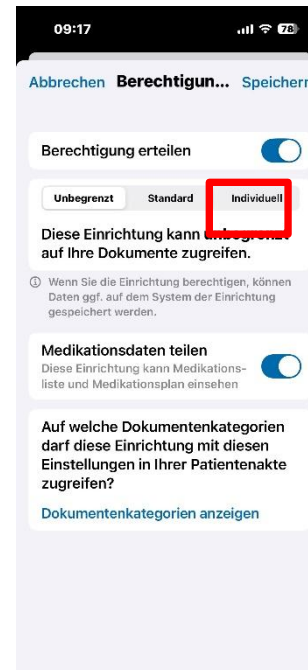 09:17 78
Abbrechen Berechtigun... Speichern
Berechtigung erteilen
Unbegrenzt Standard Individuell
Diese Einrichtung kann unbegrenzt
auf Ihre Dokumente zugreifen.
Wenn Sie die Einrichtung berechtigen, können
Daten ggf. auf dem System der Einrichtung
gespeichert werden.
Medikationsdaten teilen
Diese Einrichtung kann Medikations-
liste und Medikationsplan einsehen
Auf welche Dokumentenkategorien
darf diese Einrichtung mit diesen
Einstellungen in Ihrer Patientenakte
zugreifen?
Dokumentenkategorien anzeigen